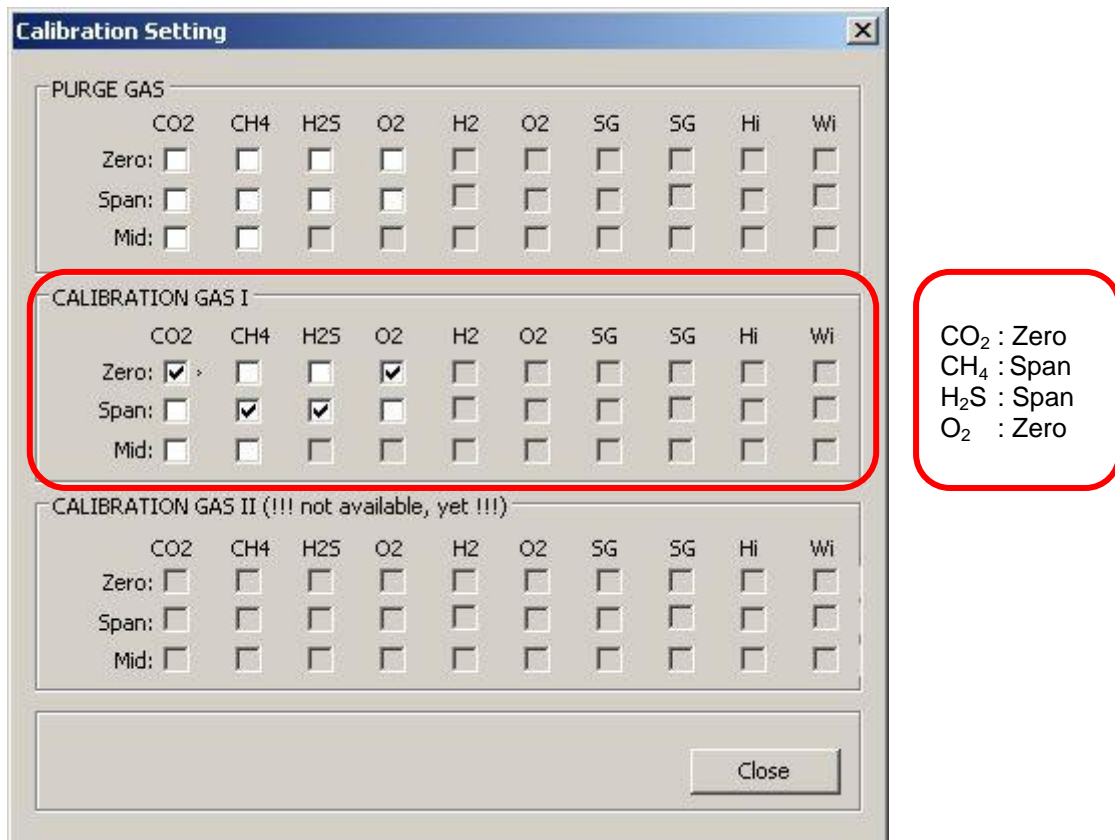 Calibration Setting
PURGE GAS
CO2 CH4 H2S O2 H2 O2 SG SG Hi Wi
Zero:
Span:
Mid:
CALIBRATION GAS I
CO2 CH4 H2S O2 H2 O2 SG SG Hi Wi
Zero:
Span:
Mid:
CALIBRATION GAS II (!!! not available, yet !!!)
CO2 CH4 H2S O2 H2 O2 SG SG Hi Wi
Zero:
Span:
Mid:
Close
CO₂ : Zero
CH₄ : Span
H₂S : Span
O₂ : Zero